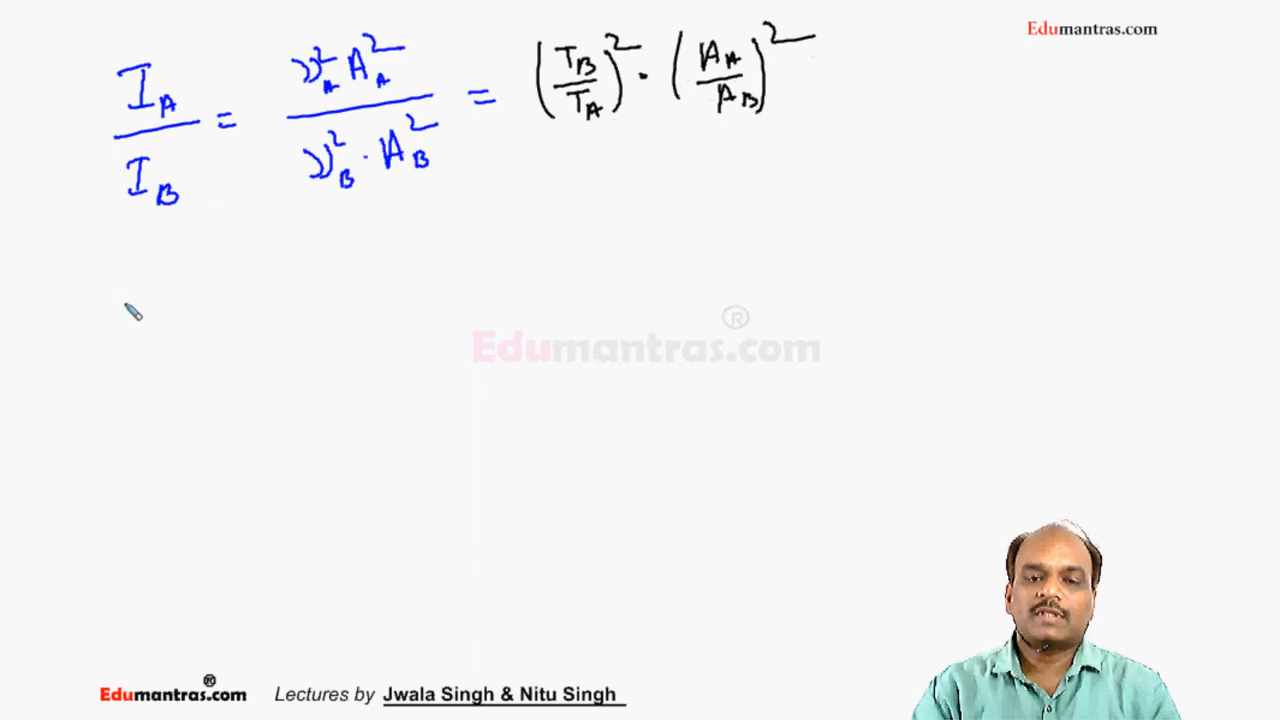 Edumantras.com
I_A / I_B = ν_A² A_A² / ν_B² · A_B² = (T_B / T_A)² · (A_A / A_B)²
®
Edumantras.com
®
Edumantras.com Lectures by Jwala Singh & Nitu Singh